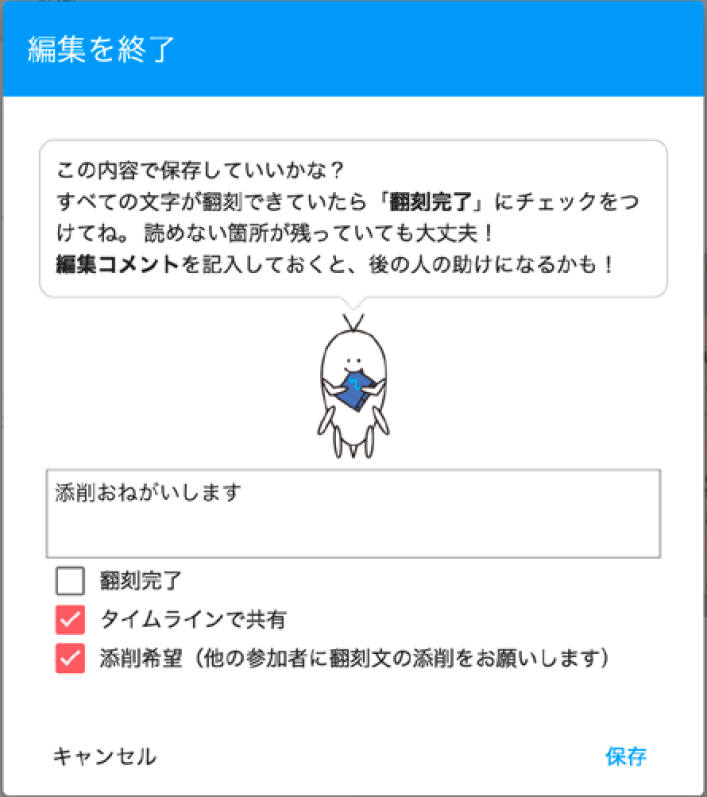 編集を終了
この内容で保存していいかな？
すべての文字が翻刻できていたら「翻刻完了」にチェックをつ
けてね。 読めない箇所が残っていても大丈夫！
編集コメントを記入しておくと、後の人の助けになるかも！
添削おねがいします
翻刻完了
タイムラインで共有
添削希望（他の参加者に翻刻文の添削をお願いします）
キャンセル
保存